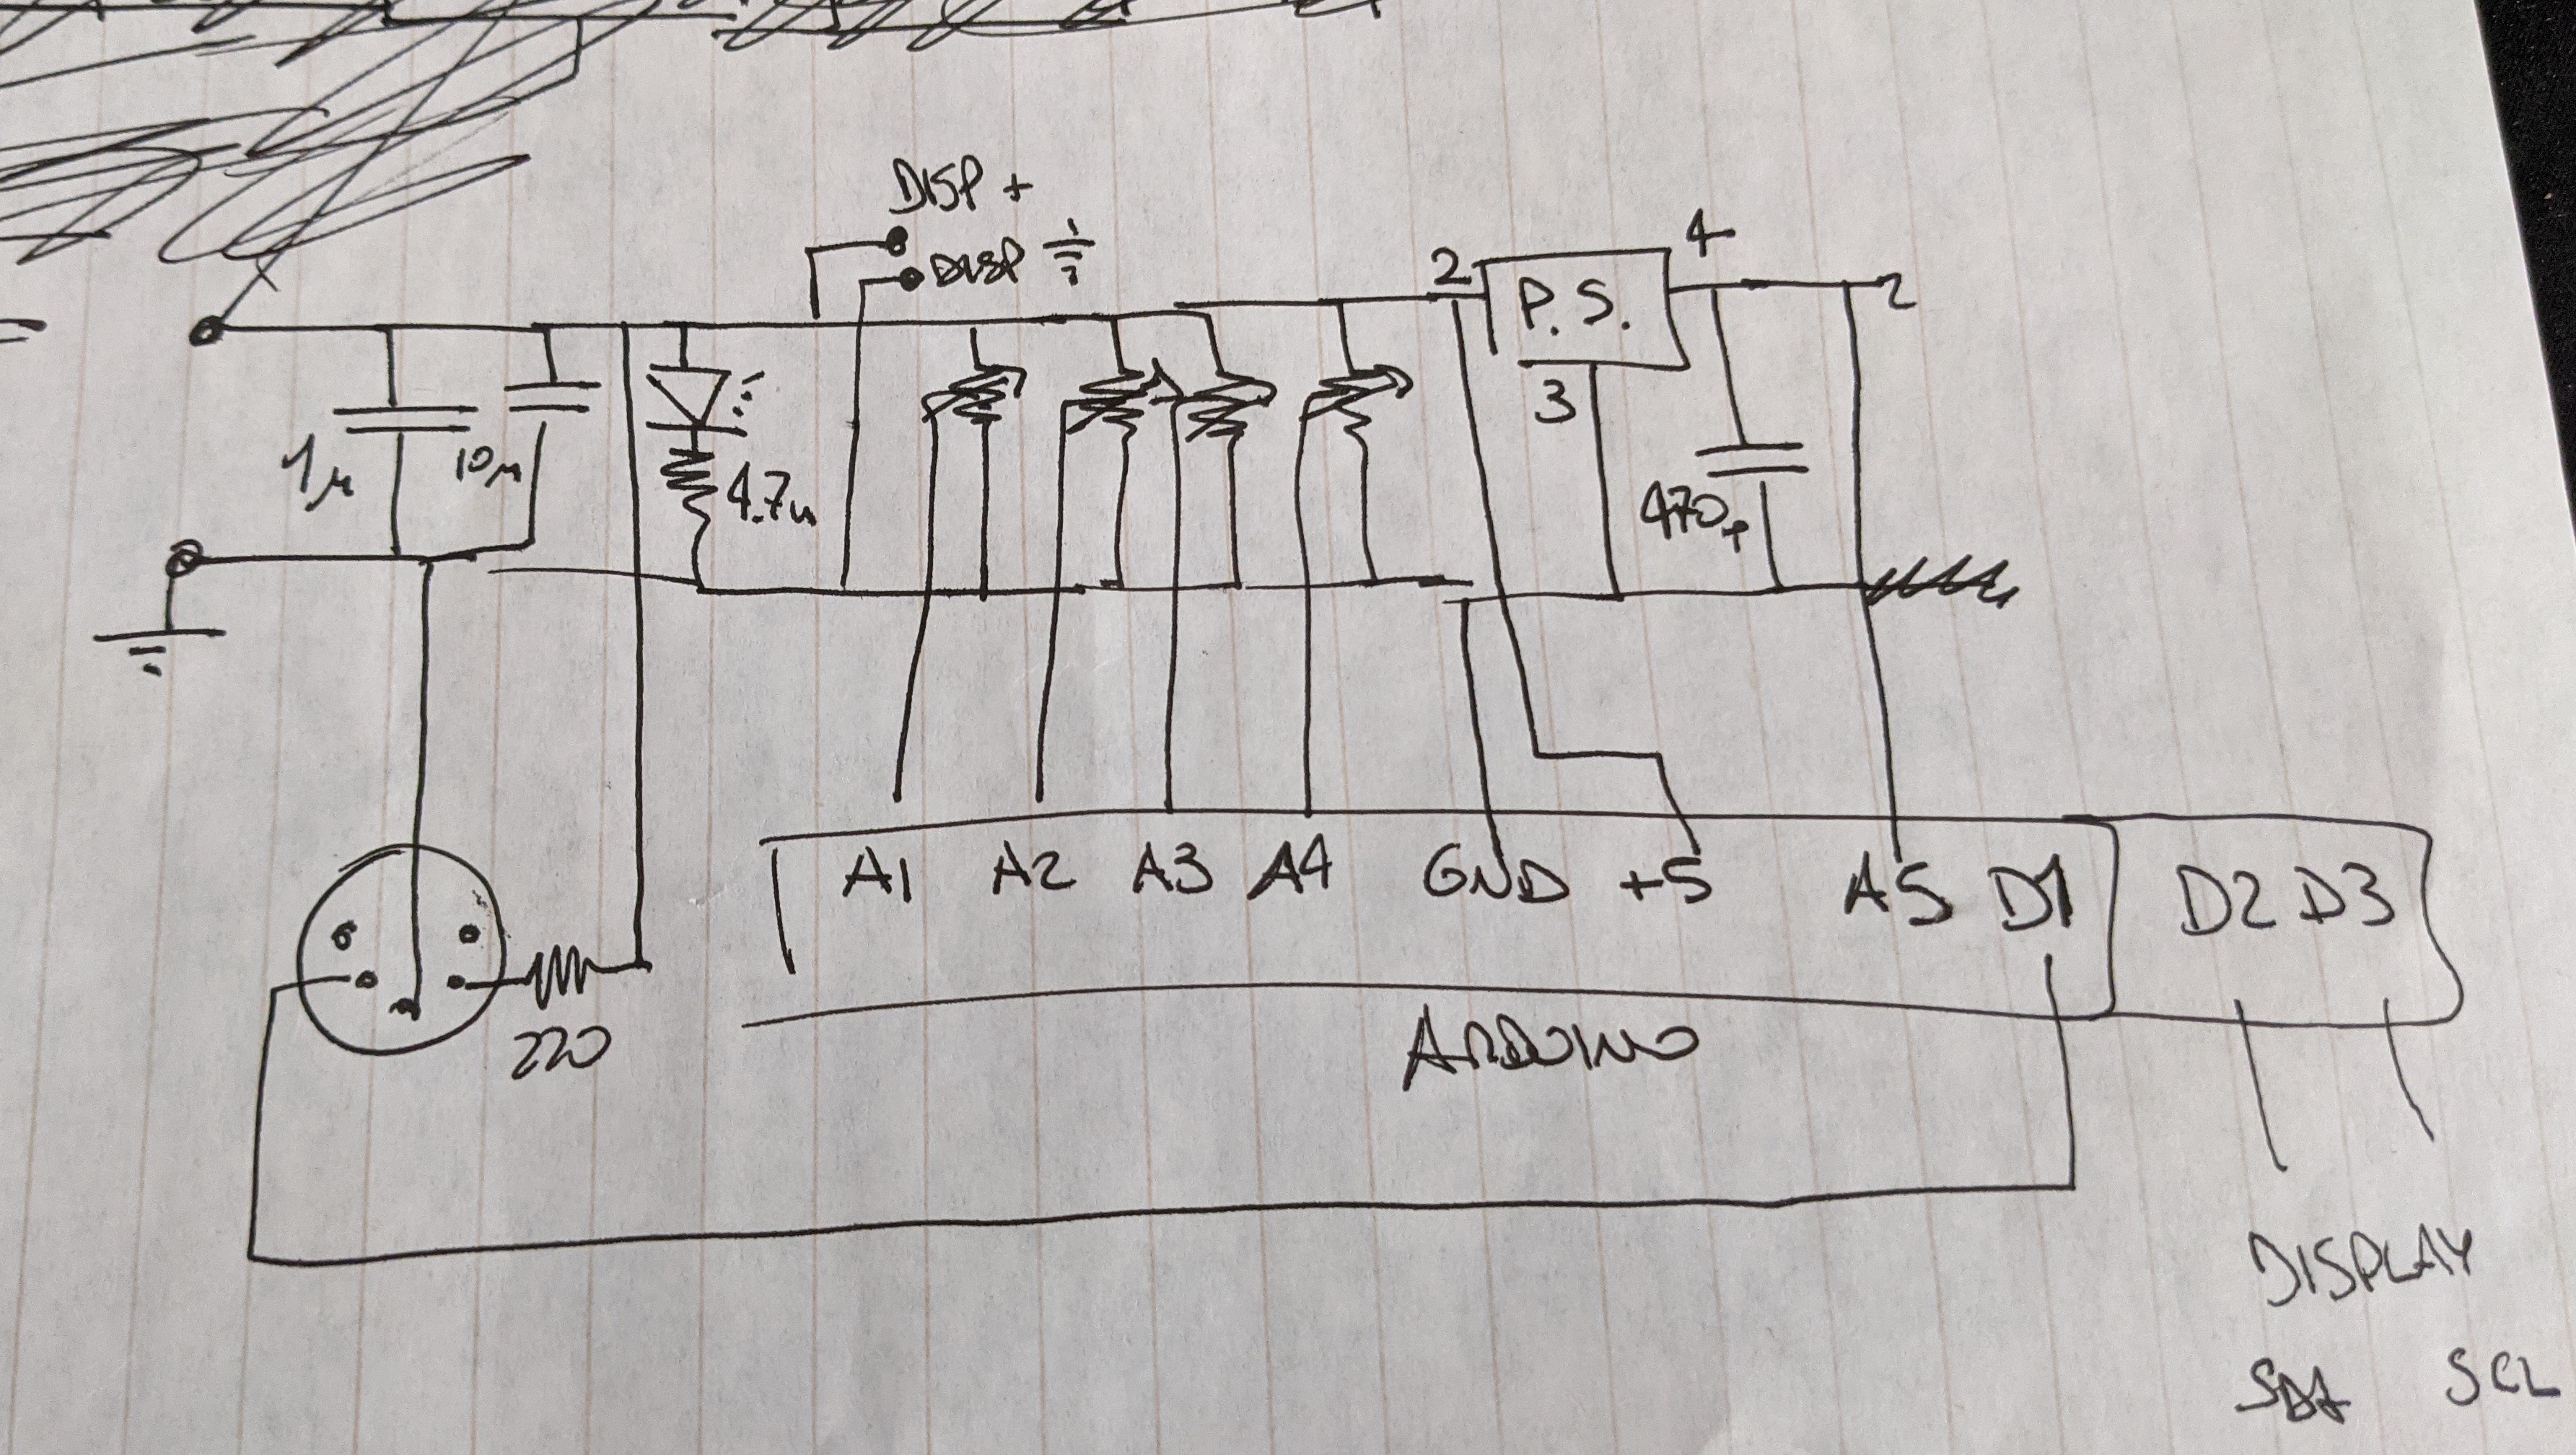 DISP +
DISP
2 P.S. 4
3
2
1μ 10μ 4.7k 470p
A1 A2 A3 A4 GND +5 A5 D1 D2 D3
220
ARDUINO
DISPLAY
SDA SCL